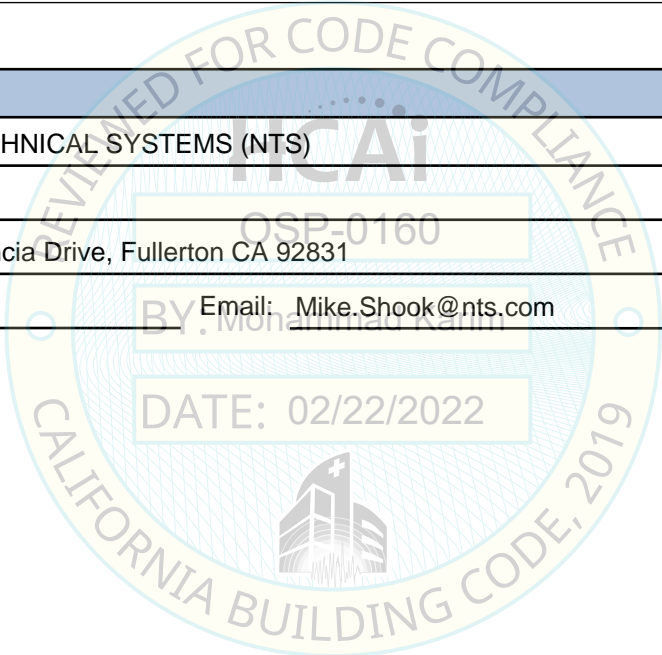 REVIEWED FOR CODE COMPLIANCE
HCAi
HNICAL SYSTEMS (NTS)
OSP-0160
cia Drive, Fullerton CA 92831
Email: Mike.Shook@nts.com
BY: Mohammad Karim
DATE: 02/22/2022
CALIFORNIA BUILDING CODE, 2019